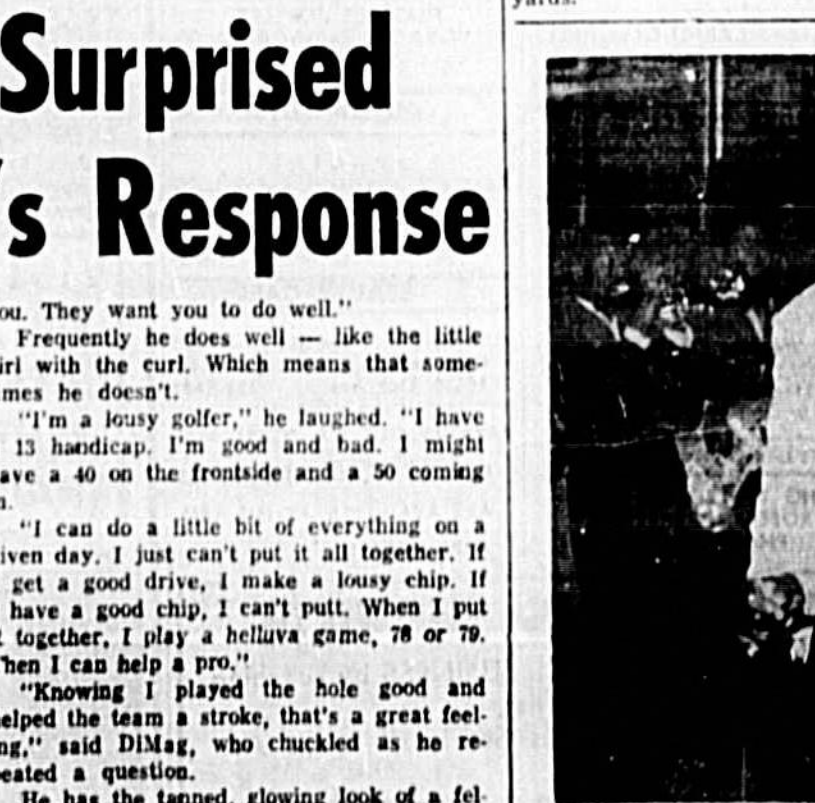 yards.
Surprised
's Response
ou. They want you to do well."
Frequently he does well — like the little
irl with the curl. Which means that some-
mes he doesn't.
"I'm a lousy golfer," he laughed. "I have
13 handicap. I'm good and bad. I might
ave a 40 on the frontside and a 50 coming
n.
"I can do a little bit of everything on a
iven day. I just can't put it all together. If
get a good drive, I make a lousy chip. If
have a good chip, I can't putt. When I put
t together, I play a helluva game, 78 or 79.
Then I can help a pro."
"Knowing I played the hole good and
elped the team a stroke, that's a great feel-
ng," said DiMag, who chuckled as he re-
eated a question.
He has the tanned, glowing look of a fel-